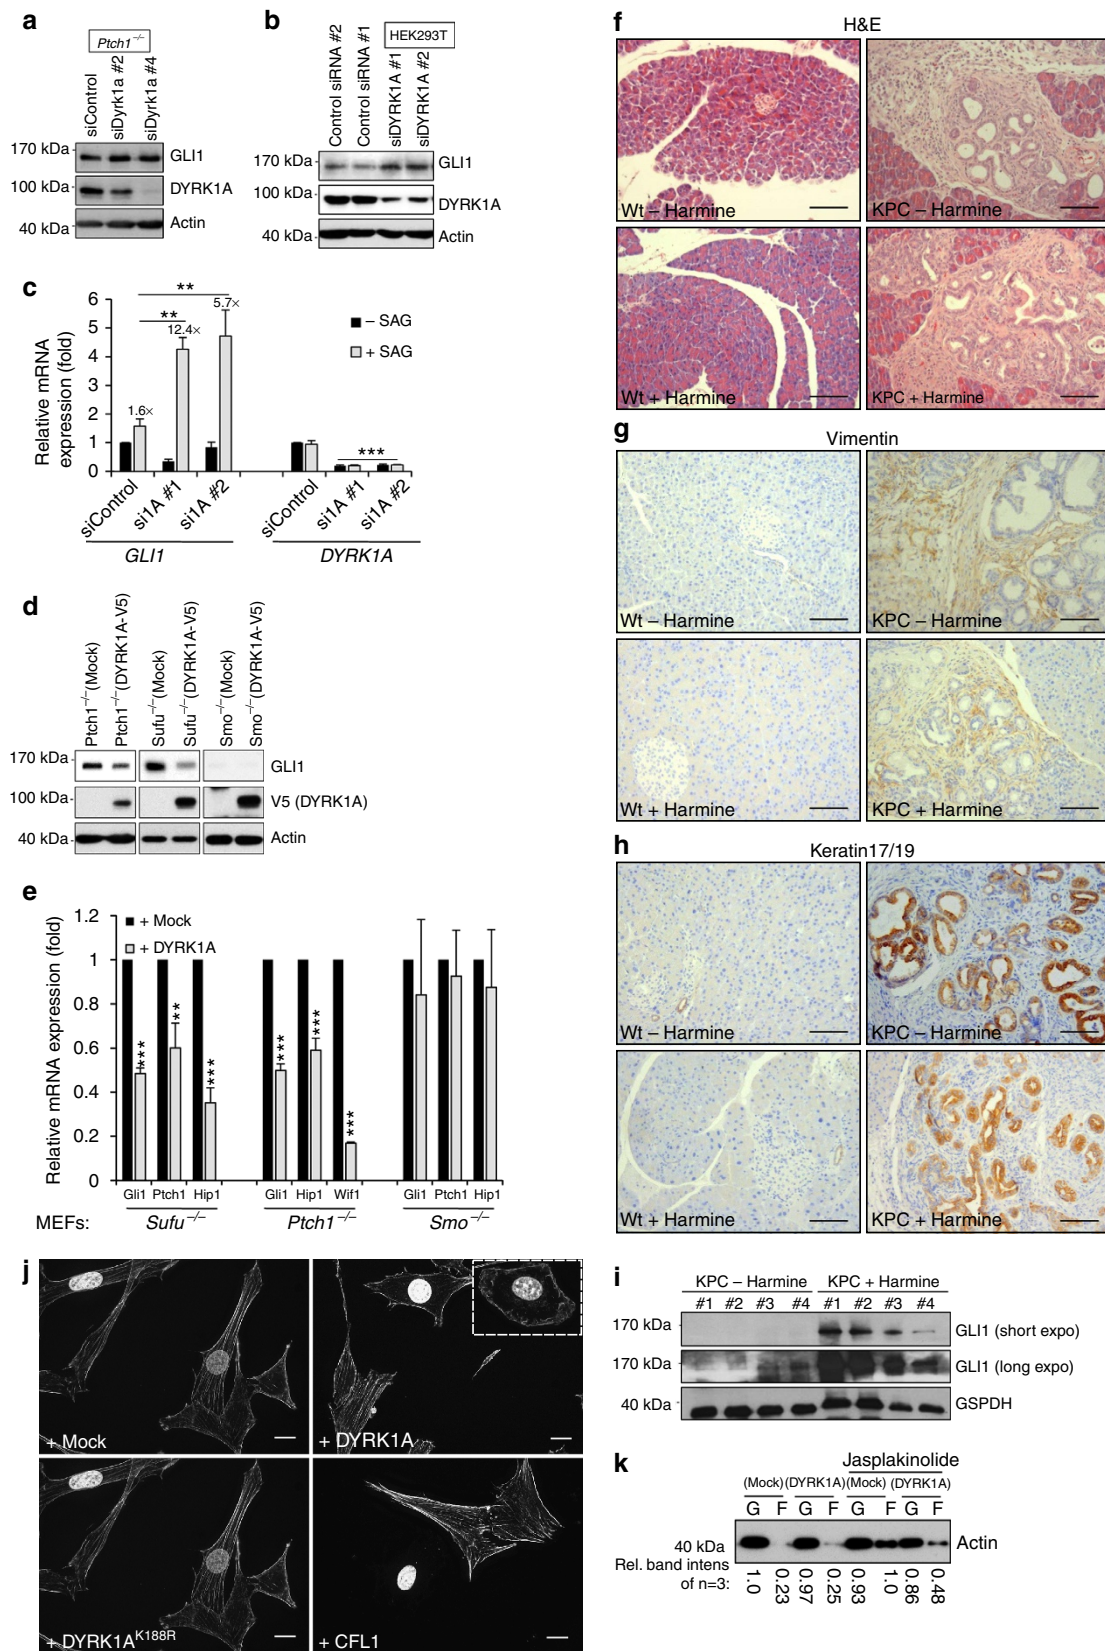 a
Ptch1–/–
siControl
siDyrk1a #2
siDyrk1a #4
170 kDa
GLI1
100 kDa
DYRK1A
40 kDa
Actin
b
HEK293T
Control siRNA #2
Control siRNA #1
siDYRK1A #1
siDYRK1A #2
170 kDa
GLI1
100 kDa
DYRK1A
40 kDa
Actin
c
Relative mRNA
expression (fold)
6
5
4
3
2
1
0
**
**
5.7×
12.4×
1.6×
***
– SAG
+ SAG
siControl
si1A #1
si1A #2
siControl
si1A #1
si1A #2
GLI1
DYRK1A
d
Ptch1–/–(Mock)
Ptch1–/–(DYRK1A-V5)
Sufu–/–(Mock)
Sufu–/–(DYRK1A-V5)
Smo–/–(Mock)
Smo–/–(DYRK1A-V5)
170 kDa
GLI1
100 kDa
V5 (DYRK1A)
40 kDa
Actin
e
Relative mRNA expression (fold)
1.2
1
0.8
0.6
0.4
0.2
0
+ Mock
+ DYRK1A
***
**
***
***
***
***
Gli1 Ptch1 Hip1
Gli1 Hip1 Wif1
Gli1 Ptch1 Hip1
MEFs: Sufu–/– Ptch1–/– Smo–/–
f
H&E
Wt – Harmine
KPC – Harmine
Wt + Harmine
KPC + Harmine
g
Vimentin
Wt – Harmine
KPC – Harmine
Wt + Harmine
KPC + Harmine
h
Keratin17/19
Wt – Harmine
KPC – Harmine
Wt + Harmine
KPC + Harmine
i
KPC – Harmine KPC + Harmine
#1 #2 #3 #4 #1 #2 #3 #4
170 kDa
GLI1 (short expo)
170 kDa
GLI1 (long expo)
40 kDa
GSPDH
j
+ Mock
+ DYRK1A
+ DYRK1AK188R
+ CFL1
k
Jasplakinolide
(Mock) (DYRK1A) (Mock) (DYRK1A)
G F G F G F G F
40 kDa
Actin
Rel. band intens
of n=3:
1.0
0.23
0.97
0.25
0.93
1.0
0.86
0.48